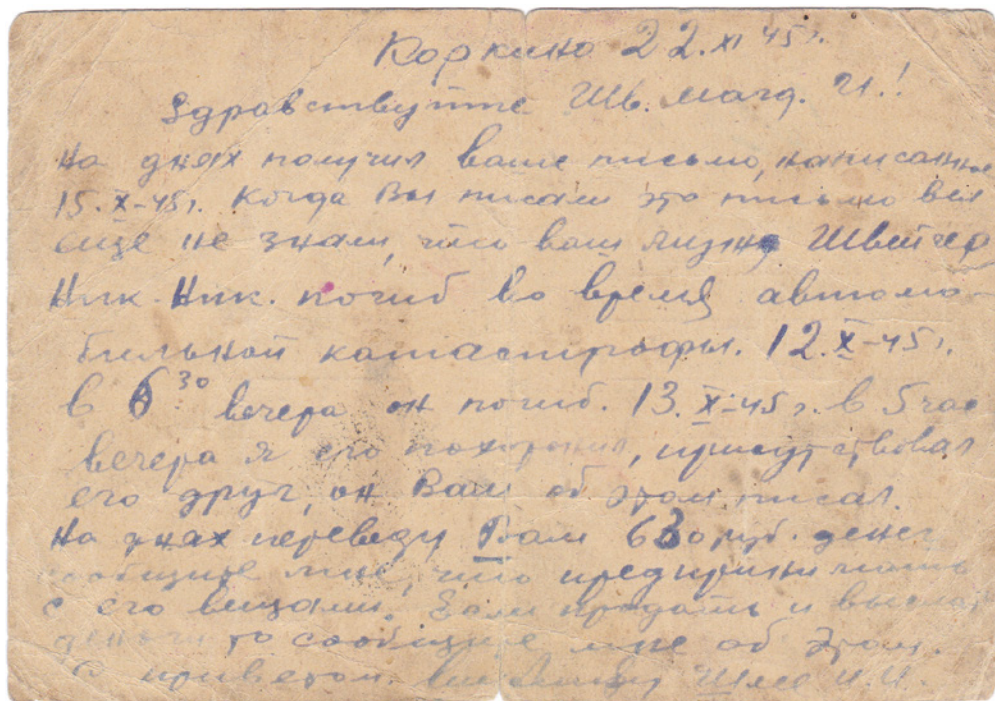 Коркино 22.XI 45г.
Здравствуйте Шв. Магд. И.!
На днях получил ваше письмо, написанное
15.X-45г. Когда Вы писали это письмо вы
еще не знали, что ваш Швейцер
Ник. Ник. погиб во время автомо-
бильной катастрофы. 12.X-45г.
в 6³⁰ вечера он погиб. 13.X-45г. в 5 час
вечера я его похоронил, присутствовал
его друг, он Вам об этом писал.
На днях переведу Вам 630 руб. денег
сообщите мне, что предпринимать
с его вещами. Если продать и выслать
деньги то сообщите мне об этом.
С приветом. И.И.